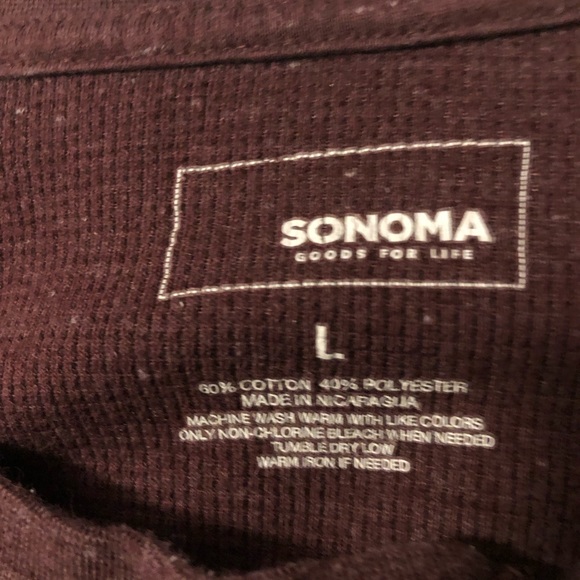 SONOMA
GOODS FOR LIFE
L
60% COTTON 40% POLYESTER
MADE IN NICARAGUA
MACHINE WASH WARM WITH LIKE COLORS
ONLY NON-CHLORINE BLEACH WHEN NEEDED
TUMBLE DRY LOW
WARM IRON IF NEEDED